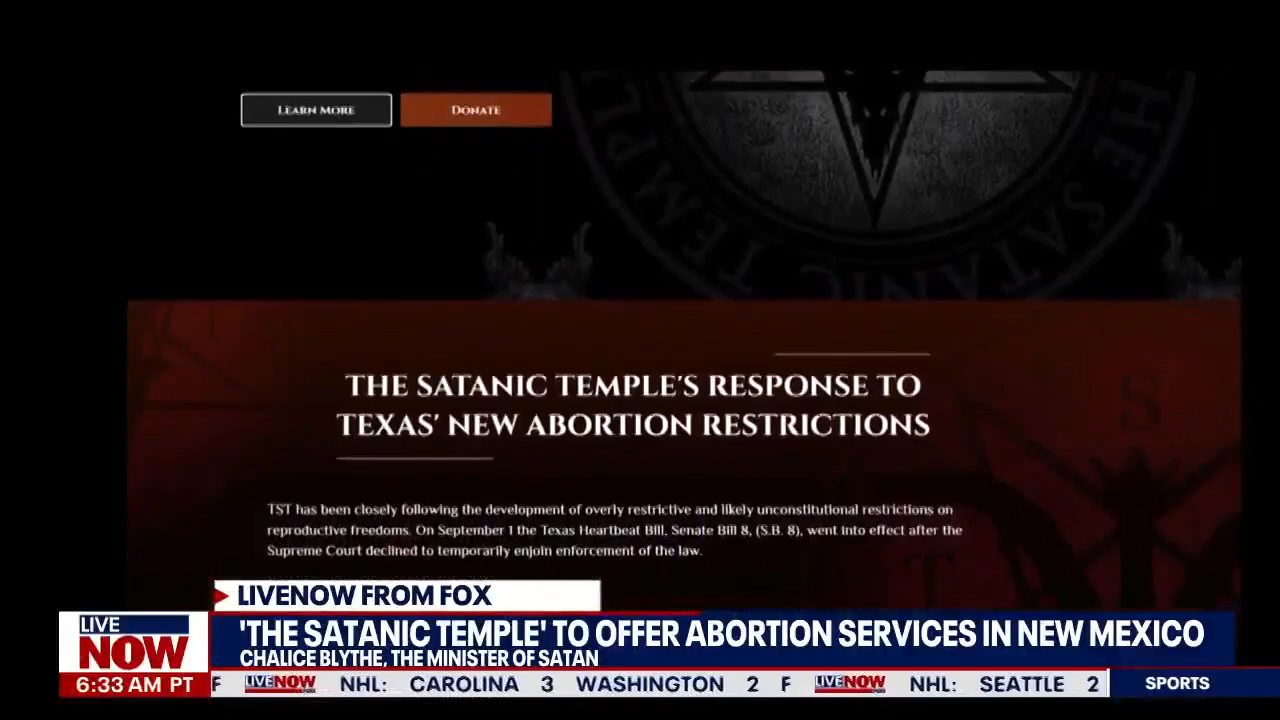 LEARN MORE
DONATE
THE SATANIC TEMPLE
THE SATANIC TEMPLE'S RESPONSE TO
TEXAS' NEW ABORTION RESTRICTIONS
TST has been closely following the development of overly restrictive and likely unconstitutional restrictions on
reproductive freedoms. On September 1 the Texas Heartbeat Bill, Senate Bill 8, (S.B. 8), went into effect after the
Supreme Court declined to temporarily enjoin enforcement of the law.
S
T
LIVENOW FROM FOX
LIVE
NOW
'THE SATANIC TEMPLE' TO OFFER ABORTION SERVICES IN NEW MEXICO
CHALICE BLYTHE, THE MINISTER OF SATAN
6:33 AM PT
F LIVENOW NHL: CAROLINA 3 WASHINGTON 2 F LIVENOW NHL: SEATTLE 2
SPORTS